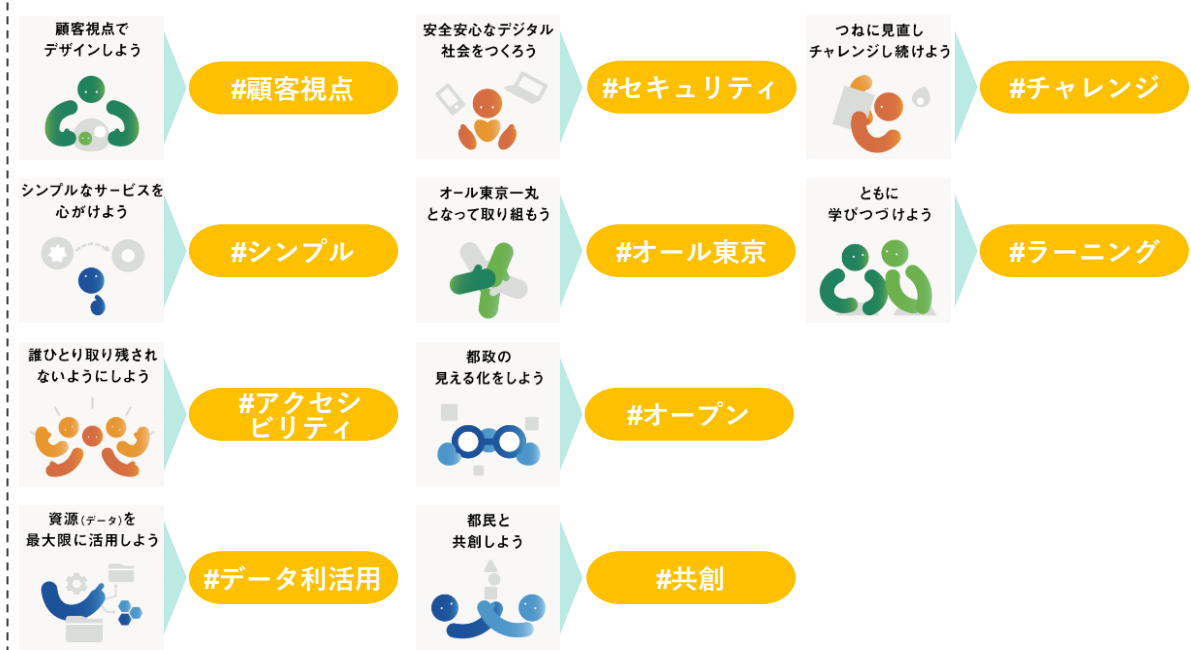 顧客視点で
デザインしよう
#顧客視点
シンプルなサービスを
心がけよう
#シンプル
誰ひとり取り残され
ないようにしよう
#アクセシ
ビリティ
資源(データ)を
最大限に活用しよう
#データ利活用
安全安心なデジタル
社会をつくろう
#セキュリティ
オール東京一丸
となって取り組もう
#オール東京
都政の
見える化をしよう
#オープン
都民と
共創しよう
#共創
つねに見直し
チャレンジし続けよう
#チャレンジ
ともに
学びつづけよう
#ラーニング